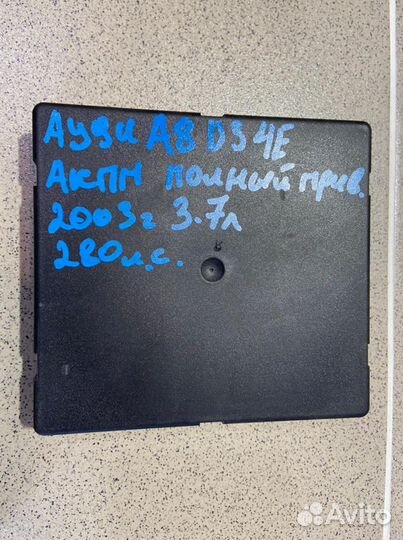 Ауди А8 D3 4E
Акпп полный прив.
2003г 3.7л
280л.с.
Avito